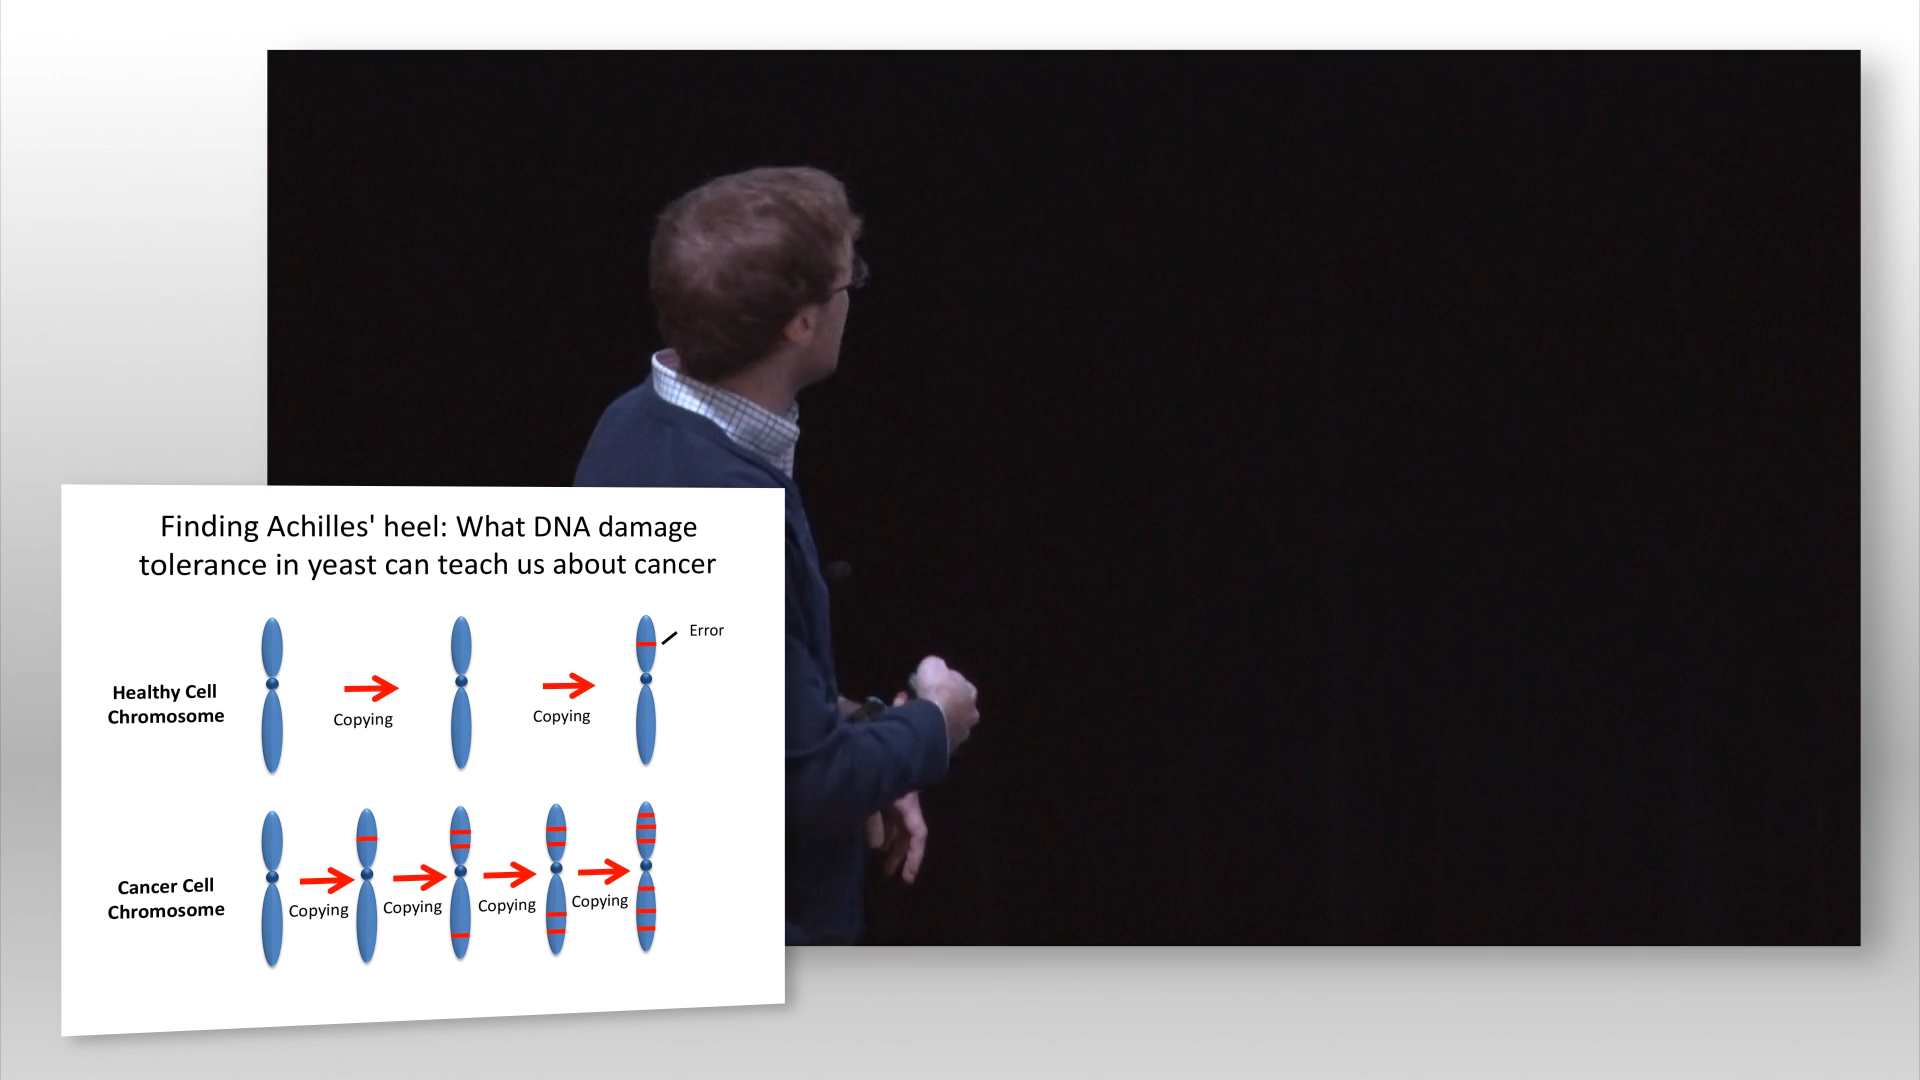 Finding Achilles' heel: What DNA damage
tolerance in yeast can teach us about cancer
Error
Healthy Cell
Chromosome
Copying
Copying
Cancer Cell
Chromosome
Copying
Copying
Copying
Copying